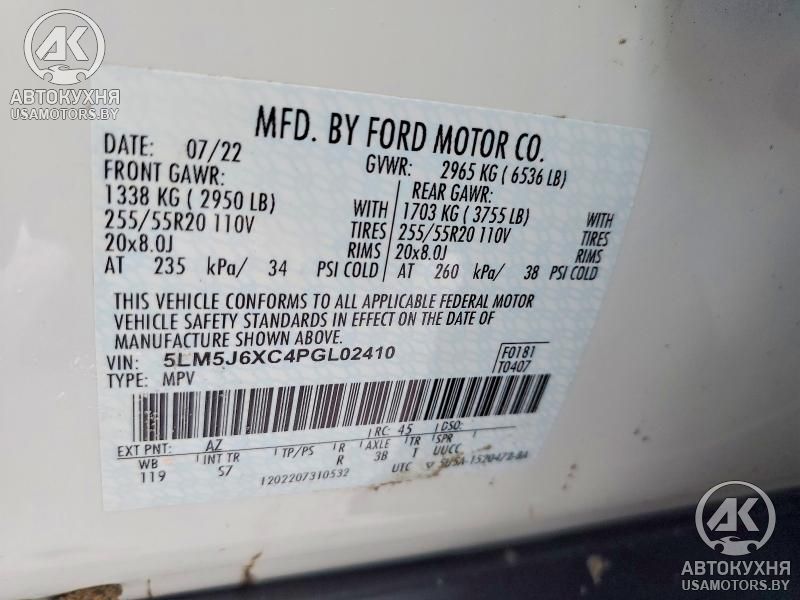 АВТОКУХНЯ
USAMOTORS.BY
MFD. BY FORD MOTOR CO.
DATE: 07/22 GVWR: 2965 KG ( 6536 LB)
FRONT GAWR: REAR GAWR:
1338 KG ( 2950 LB) WITH 1703 KG ( 3755 LB) WITH
255/55R20 110V TIRES 255/55R20 110V TIRES
20x8.0J RIMS 20x8.0J RIMS
AT 235 kPa/ 34 PSI COLD AT 260 kPa/ 38 PSI COLD
THIS VEHICLE CONFORMS TO ALL APPLICABLE FEDERAL MOTOR
VEHICLE SAFETY STANDARDS IN EFFECT ON THE DATE OF
MANUFACTURE SHOWN ABOVE.
VIN: 5LM5J6XC4PGL02410 F0181
TYPE: MPV T0407
EXT PNT: AZ RC: 45 DSO:
WB INT TR TP/PS R AXLE TR SPR
119 S7 R 3B T UUCC
1202207310532 UTC
АВТОКУХНЯ
USAMOTORS.BY